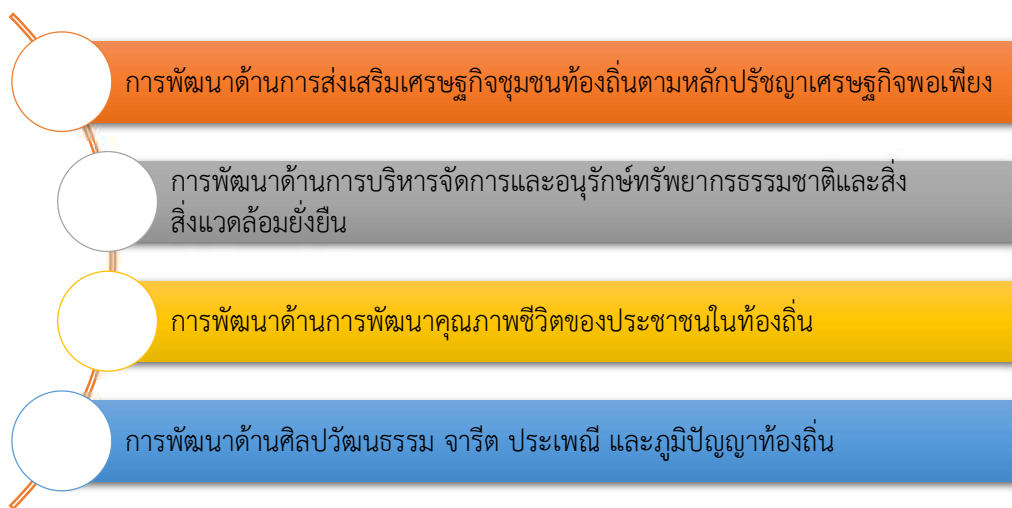 การพัฒนาด้านการส่งเสริมเศรษฐกิจชุมชนท้องถิ่นตามหลักปรัชญาเศรษฐกิจพอเพียง
การพัฒนาด้านการบริหารจัดการและอนุรักษ์ทรัพยากรธรรมชาติและสิ่ง
สิ่งแวดล้อมยั่งยืน
การพัฒนาด้านการพัฒนาคุณภาพชีวิตของประชาชนในท้องถิ่น
การพัฒนาด้านศิลปวัฒนธรรม จารีต ประเพณี และภูมิปัญญาท้องถิ่น